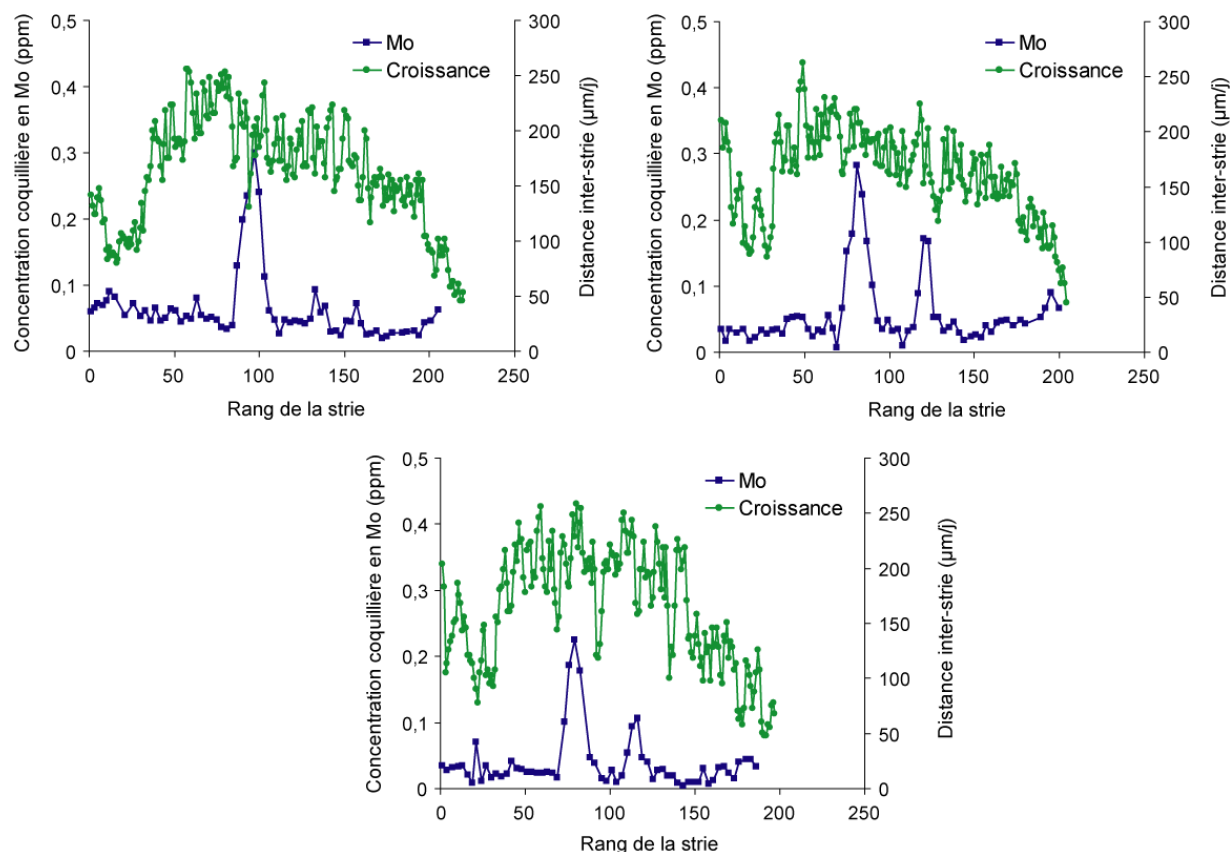 0,5
0,4
0,3
0,2
0,1
0
Concentration coquillière en Mo (ppm)
300
250
200
150
100
50
0
Distance inter-strie (µm/j)
Mo
Croissance
0 50 100 150 200 250
Rang de la strie
0,5
0,4
0,3
0,2
0,1
0
Concentration coquillière en Mo (ppm)
300
250
200
150
100
50
0
Distance inter-strie (µm/j)
Mo
Croissance
0 50 100 150 200 250
Rang de la strie
0,5
0,4
0,3
0,2
0,1
0
Concentration coquillière en Mo (ppm)
300
250
200
150
100
50
0
Distance inter-strie (µm/j)
Mo
Croissance
0 50 100 150 200 250
Rang de la strie